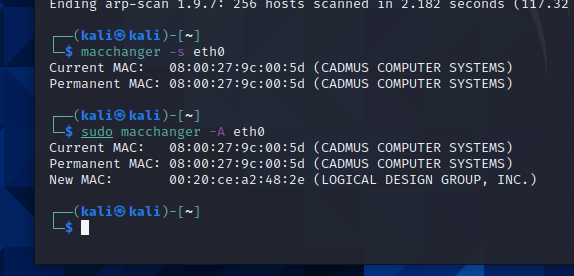 Ending arp-scan 1.9.7: 256 hosts scanned in 2.182 seconds (117.32
┌──(kali㉿kali)-[~]
└─$ macchanger -s eth0
Current MAC:   08:00:27:9c:00:5d (CADMUS COMPUTER SYSTEMS)
Permanent MAC: 08:00:27:9c:00:5d (CADMUS COMPUTER SYSTEMS)
┌──(kali㉿kali)-[~]
└─$ sudo macchanger -A eth0
Current MAC:   08:00:27:9c:00:5d (CADMUS COMPUTER SYSTEMS)
Permanent MAC: 08:00:27:9c:00:5d (CADMUS COMPUTER SYSTEMS)
New MAC:       00:20:ce:a2:48:2e (LOGICAL DESIGN GROUP, INC.)
┌──(kali㉿kali)-[~]
└─$